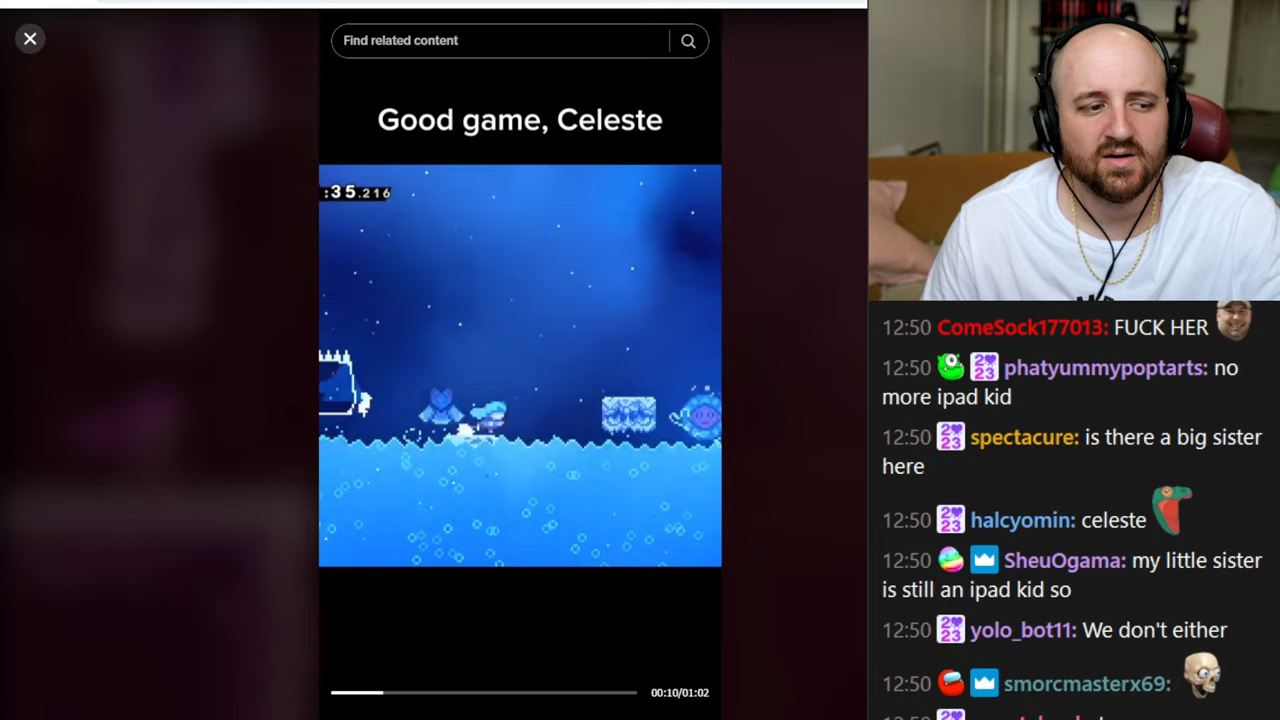 Find related content
Good game, Celeste
:35.216
00:10/01:02
12:50 ComeSock177013: FUCK HER
12:50 phatyummypoptarts: no
more ipad kid
12:50 spectacure: is there a big sister
here
12:50 halcyomin: celeste
12:50 SheuOgama: my little sister
is still an ipad kid so
12:50 yolo_bot11: We don't either
12:50 smorcmasterx69: